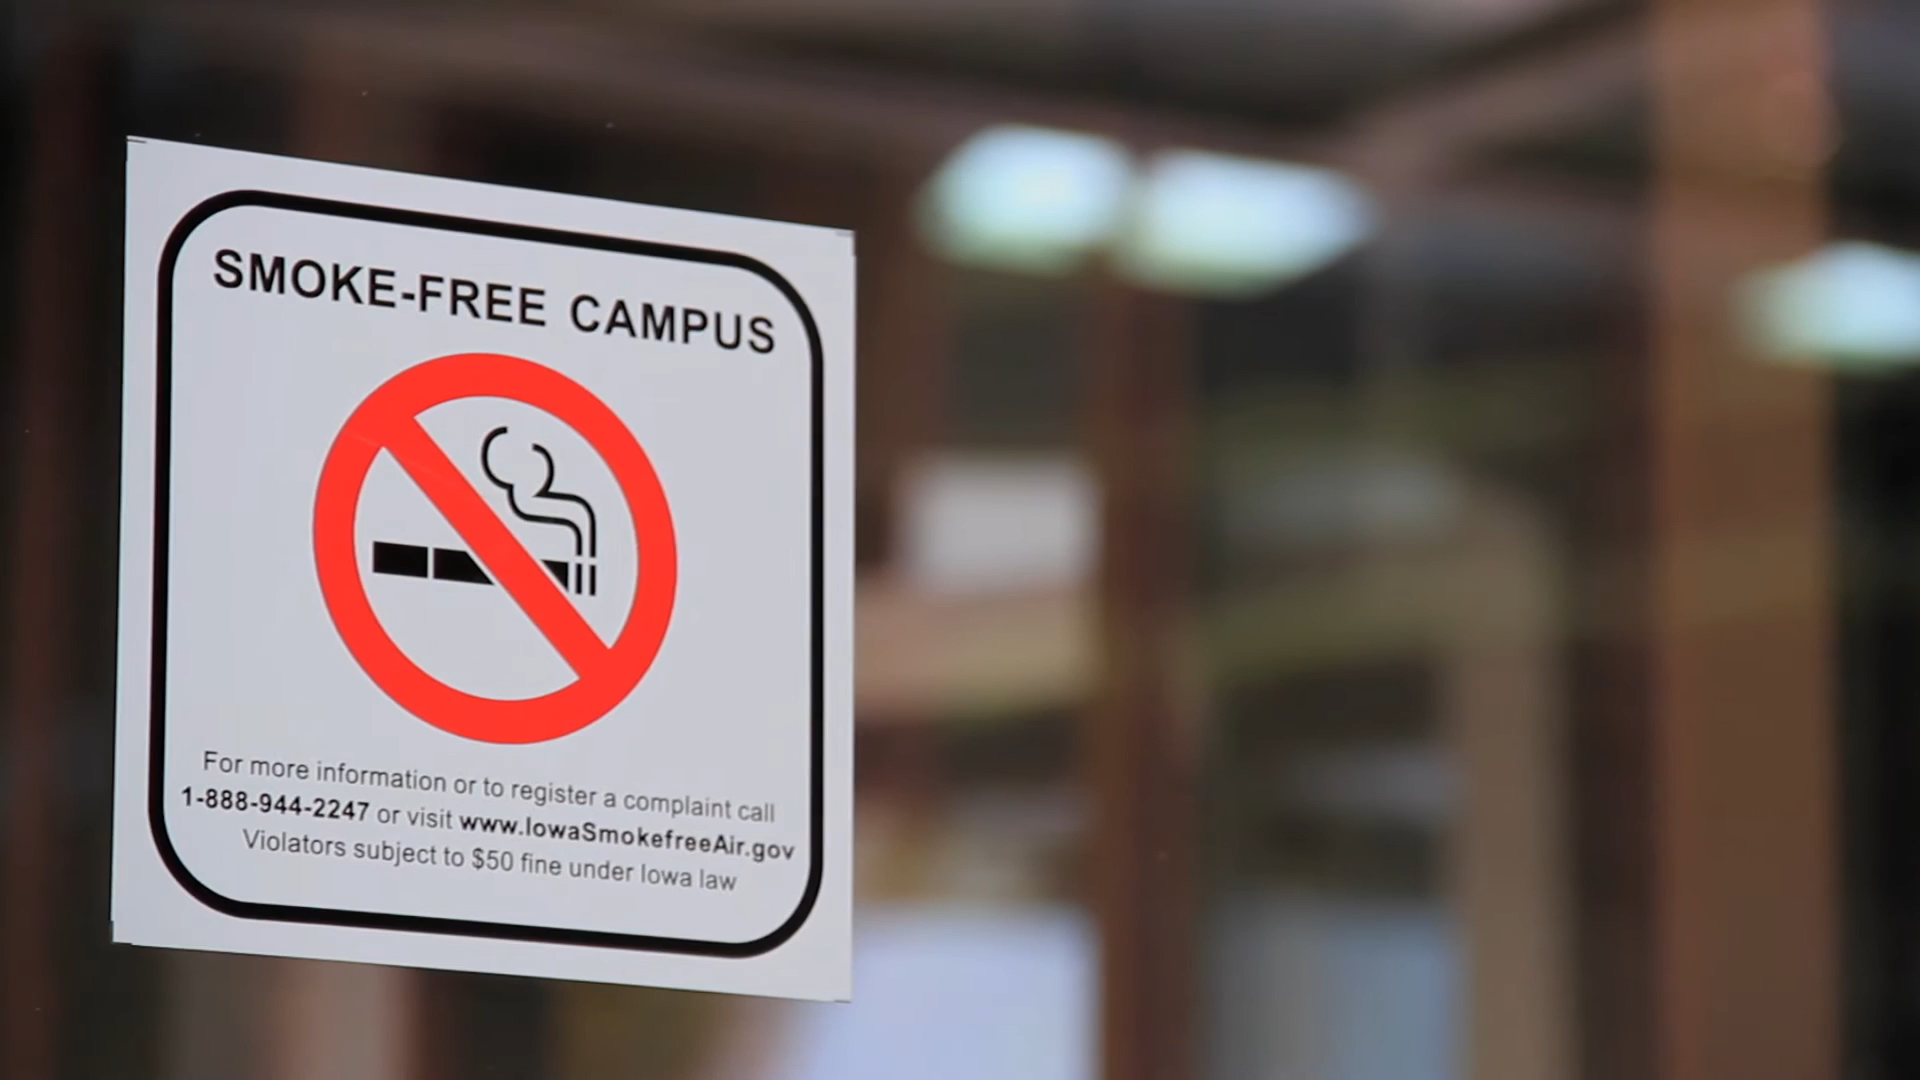 SMOKE-FREE CAMPUS
For more information or to register a complaint call
1-888-944-2247 or visit www.IowaSmokefreeAir.gov
Violators subject to $50 fine under Iowa law